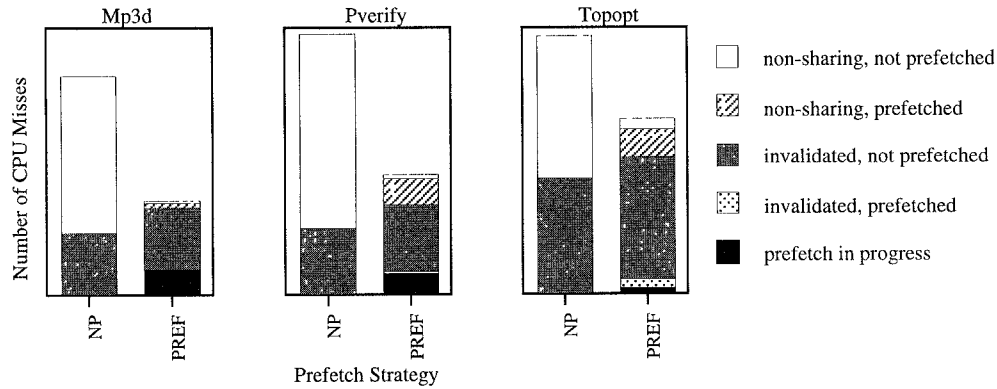 Mp3d
Pverify
Topopt
Number of CPU Misses
NP
PREF
NP
PREF
NP
PREF
Prefetch Strategy
non-sharing, not prefetched
non-sharing, prefetched
invalidated, not prefetched
invalidated, prefetched
prefetch in progress